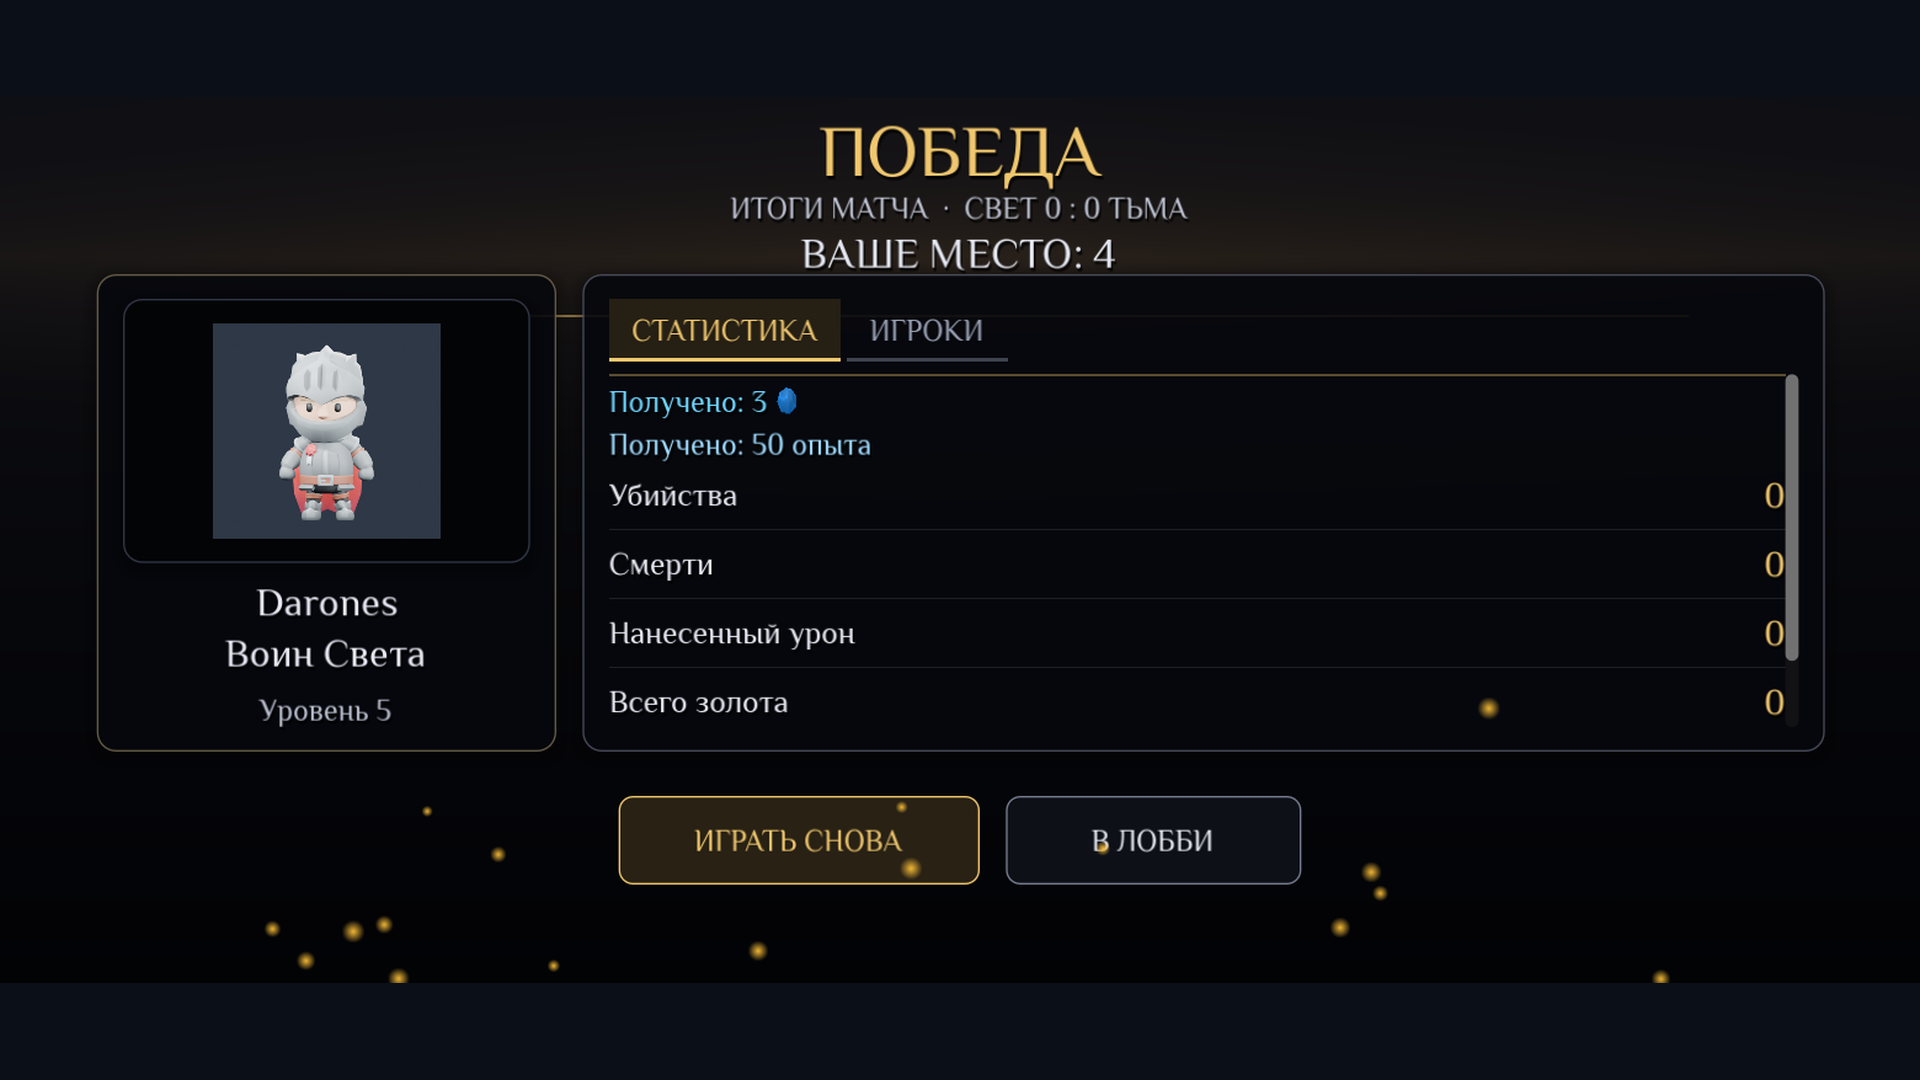 ПОБЕДА
ИТОГИ МАТЧА · СВЕТ 0 : 0 ТЬМА
ВАШЕ МЕСТО: 4
Darones
Воин Света
Уровень 5
СТАТИСТИКА ИГРОКИ
Получено: 3
Получено: 50 опыта
Убийства 0
Смерти 0
Нанесенный урон 0
Всего золота 0
ИГРАТЬ СНОВА В ЛОББИ